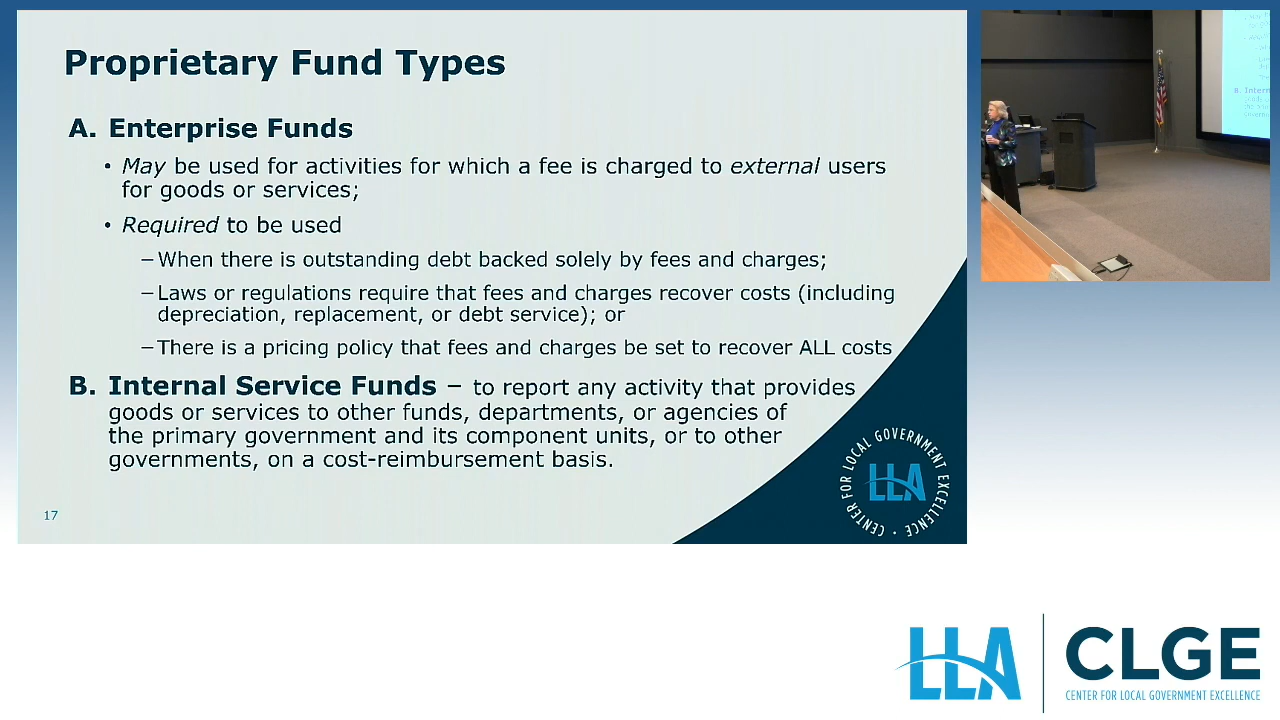 Proprietary Fund Types
A. Enterprise Funds
• May be used for activities for which a fee is charged to external users
for goods or services;
• Required to be used
–When there is outstanding debt backed solely by fees and charges;
–Laws or regulations require that fees and charges recover costs (including
depreciation, replacement, or debt service); or
–There is a pricing policy that fees and charges be set to recover ALL costs
B. Internal Service Funds – to report any activity that provides
goods or services to other funds, departments, or agencies of
the primary government and its component units, or to other
governments, on a cost-reimbursement basis.
17
CENTER FOR LOCAL GOVERNMENT EXCELLENCE •
LLA
B. Intern
LLA
CLGE
CENTER FOR LOCAL GOVERNMENT EXCELLENCE